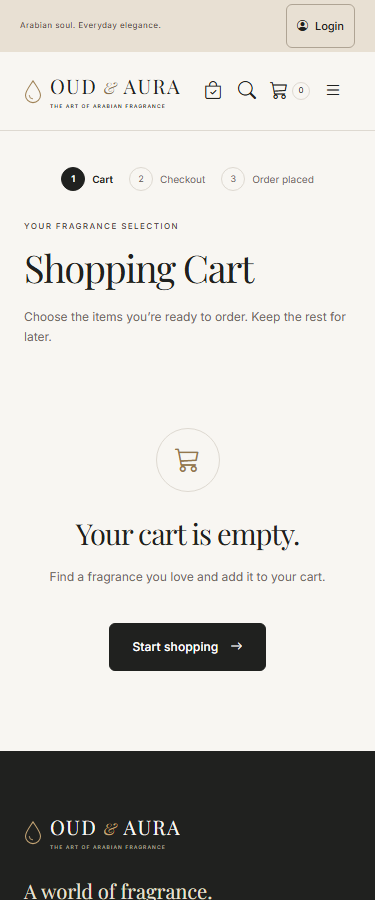 Arabian soul. Everyday elegance.
Login
OUD & AURA
THE ART OF ARABIAN FRAGRANCE
0
1 Cart 2 Checkout 3 Order placed
YOUR FRAGRANCE SELECTION
Shopping Cart
Choose the items you’re ready to order. Keep the rest for
later.
Your cart is empty.
Find a fragrance you love and add it to your cart.
Start shopping →
OUD & AURA
THE ART OF ARABIAN FRAGRANCE
A world of fragrance.